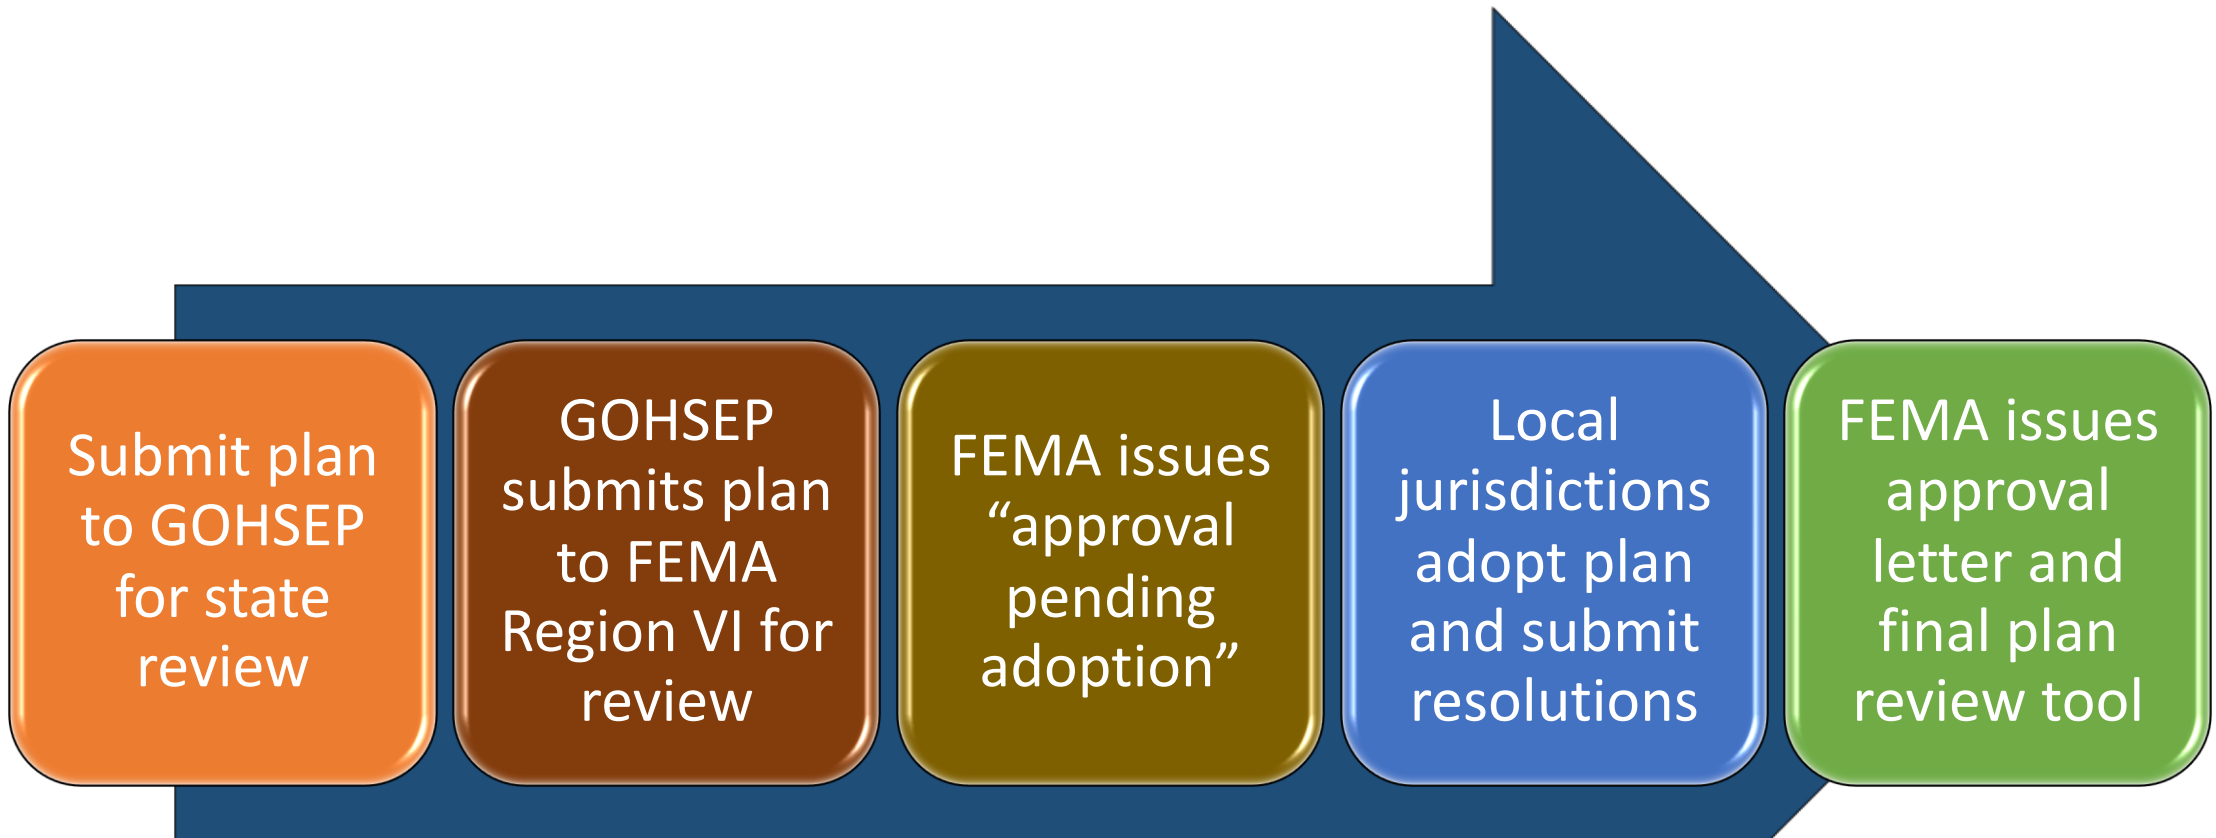 Submit plan
to GOHSEP
for state
review
GOHSEP
submits plan
to FEMA
Region VI for
review
FEMA issues
“approval
pending
adoption”
Local
jurisdictions
adopt plan
and submit
resolutions
FEMA issues
approval
letter and
final plan
review tool